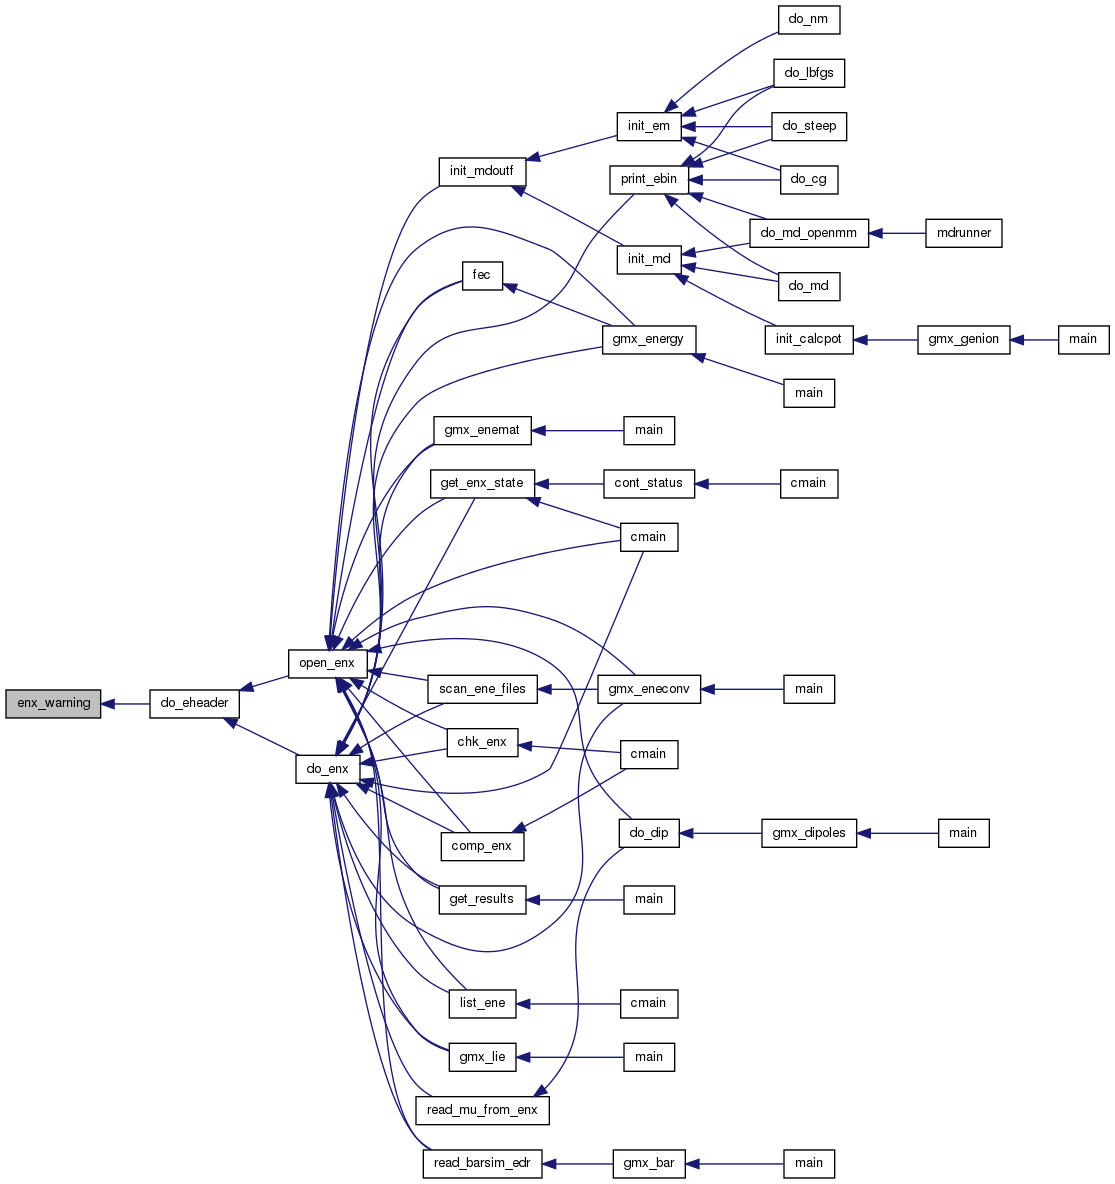 do_nm
do_lbfgs
init_em
do_steep
init_mdoutf
print_ebin
do_cg
do_md_openmm
mdrunner
init_md
fec
do_md
gmx_energy
init_calcpot
gmx_genion
main
main
gmx_enemat
main
get_enx_state
cont_status
cmain
cmain
open_enx
enx_warning
do_eheader
scan_ene_files
gmx_eneconv
main
chk_enx
cmain
do_enx
comp_enx
do_dip
gmx_dipoles
main
get_results
main
list_ene
cmain
gmx_lie
main
read_mu_from_enx
read_barsim_edr
gmx_bar
main